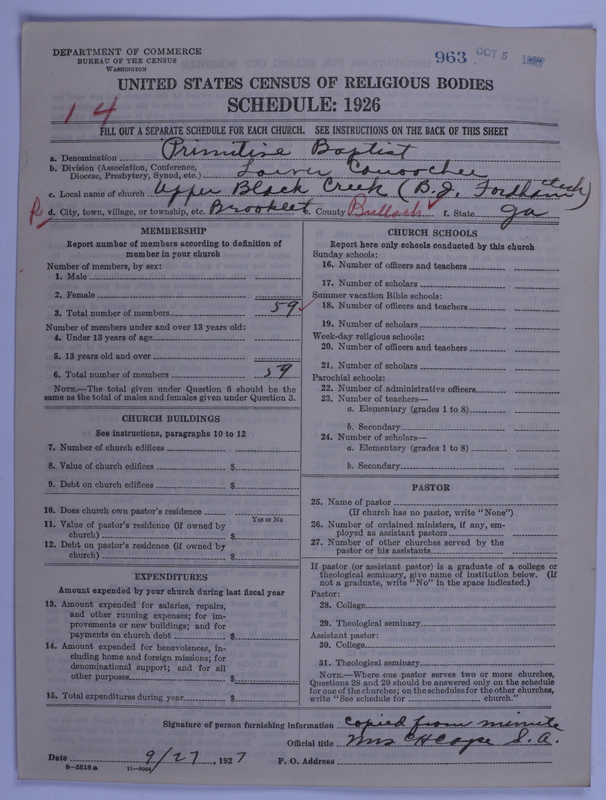 DEPARTMENT OF COMMERCE
BUREAU OF THE CENSUS
WASHINGTON
963 OCT 5
UNITED STATES CENSUS OF RELIGIOUS BODIES
SCHEDULE: 1926
14
FILL OUT A SEPARATE SCHEDULE FOR EACH CHURCH. SEE INSTRUCTIONS ON THE BACK OF THIS SHEET
a. Denomination Primitive Baptist
b. Division (Association, Conference, Diocese, Presbytery, Synod, etc.) Lower Canoochee
c. Local name of church Upper Black Creek (B.J. Fordham clerk)
R d. City, town, village, or township, etc. Brooklet County Bulloch f. State Ga
MEMBERSHIP
Report number of members according to definition of
member in your church
Number of members, by sex:
1. Male
2. Female
3. Total number of members 59
Number of members under and over 13 years old:
4. Under 13 years of age
5. 13 years old and over
6. Total number of members 59
NOTE.—The total given under Question 6 should be the
same as the total of males and females given under Question 3.
CHURCH BUILDINGS
See instructions, paragraphs 10 to 12
7. Number of church edifices
8. Value of church edifices $
9. Debt on church edifices $
10. Does church own pastor's residence
Yes or No
11. Value of pastor's residence (if owned by
church) $
12. Debt on pastor's residence (if owned by
church) $
EXPENDITURES
Amount expended by your church during last fiscal year
13. Amount expended for salaries, repairs,
and other running expenses; for im-
provements or new buildings; and for
payments on church debt $
14. Amount expended for benevolences, in-
cluding home and foreign missions; for
denominational support; and for all
other purposes $
15. Total expenditures during year $
CHURCH SCHOOLS
Report here only schools conducted by this church
Sunday schools:
16. Number of officers and teachers
17. Number of scholars
Summer vacation Bible schools:
18. Number of officers and teachers
19. Number of scholars
Week-day religious schools:
20. Number of officers and teachers
21. Number of scholars
Parochial schools:
22. Number of administrative officers
23. Number of teachers—
a. Elementary (grades 1 to 8)
b. Secondary
24. Number of scholars—
a. Elementary (grades 1 to 8)
b. Secondary
PASTOR
25. Name of pastor
(If church has no pastor, write "None")
26. Number of ordained ministers, if any, em-
ployed as assistant pastors
27. Number of other churches served by the
pastor or his assistants
If pastor (or assistant pastor) is a graduate of a college or
theological seminary, give name of institution below. (If
not a graduate, write "No" in the space indicated.)
Pastor:
28. College
29. Theological seminary
Assistant pastor:
30. College
31. Theological seminary
NOTE.—Where one pastor serves two or more churches,
Questions 28 and 29 should be answered only on the schedule
for one of the churches; on the schedules for the other churches,
write "See schedule for church."
Signature of person furnishing information copied from minute
Official title Mrs C H Cope S. A.
Date 9/27, 1927 P. O. Address
6-5518a 11-7094